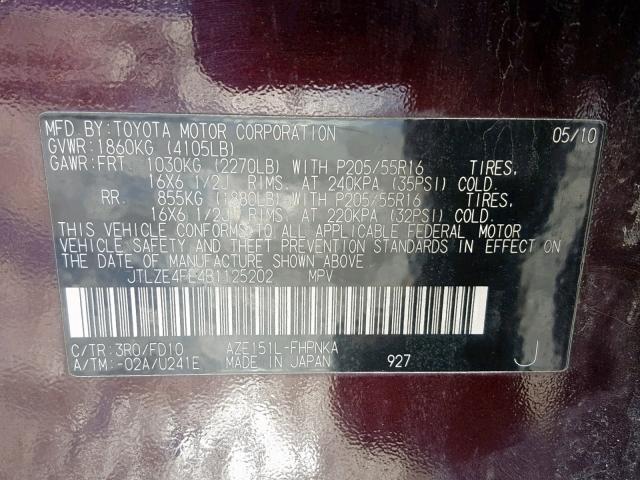 MFD BY:TOYOTA MOTOR CORPORATION 05/10
GVWR:1860KG (4105LB)
GAWR:FRT 1030KG (2270LB) WITH P205/55R16 TIRES,
16X6 1/2J RIMS, AT 240KPA (35PSI) COLD.
RR. 855KG (1880LB) WITH P205/55R16 TIRES,
16X6 1/2J RIMS, AT 220KPA (32PSI) COLD.
THIS VEHICLE CONFORMS TO ALL APPLICABLE FEDERAL MOTOR
VEHICLE SAFETY AND THEFT PREVENTION STANDARDS IN EFFECT ON
THE DATE OF MANUFACTURE SHOWN ABOVE.
JTLZE4FE4B1125202 MPV
C/TR:3R0/FD10 AZE151L-FHPNKA
A/TM:-02A/U241E MADE IN JAPAN 927 J